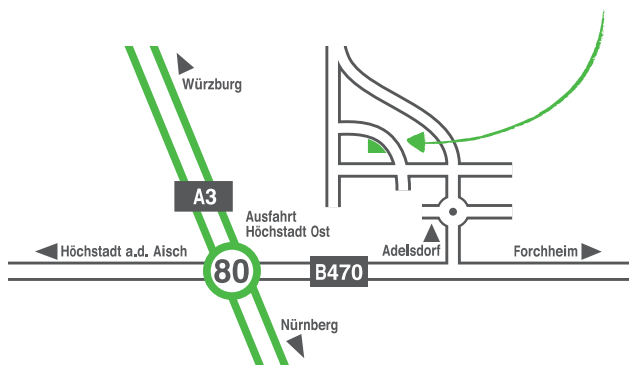 Würzburg
A3
Ausfahrt
Höchstadt Ost
Höchstadt a.d. Aisch
80
B470
Adelsdorf
Forchheim
Nürnberg